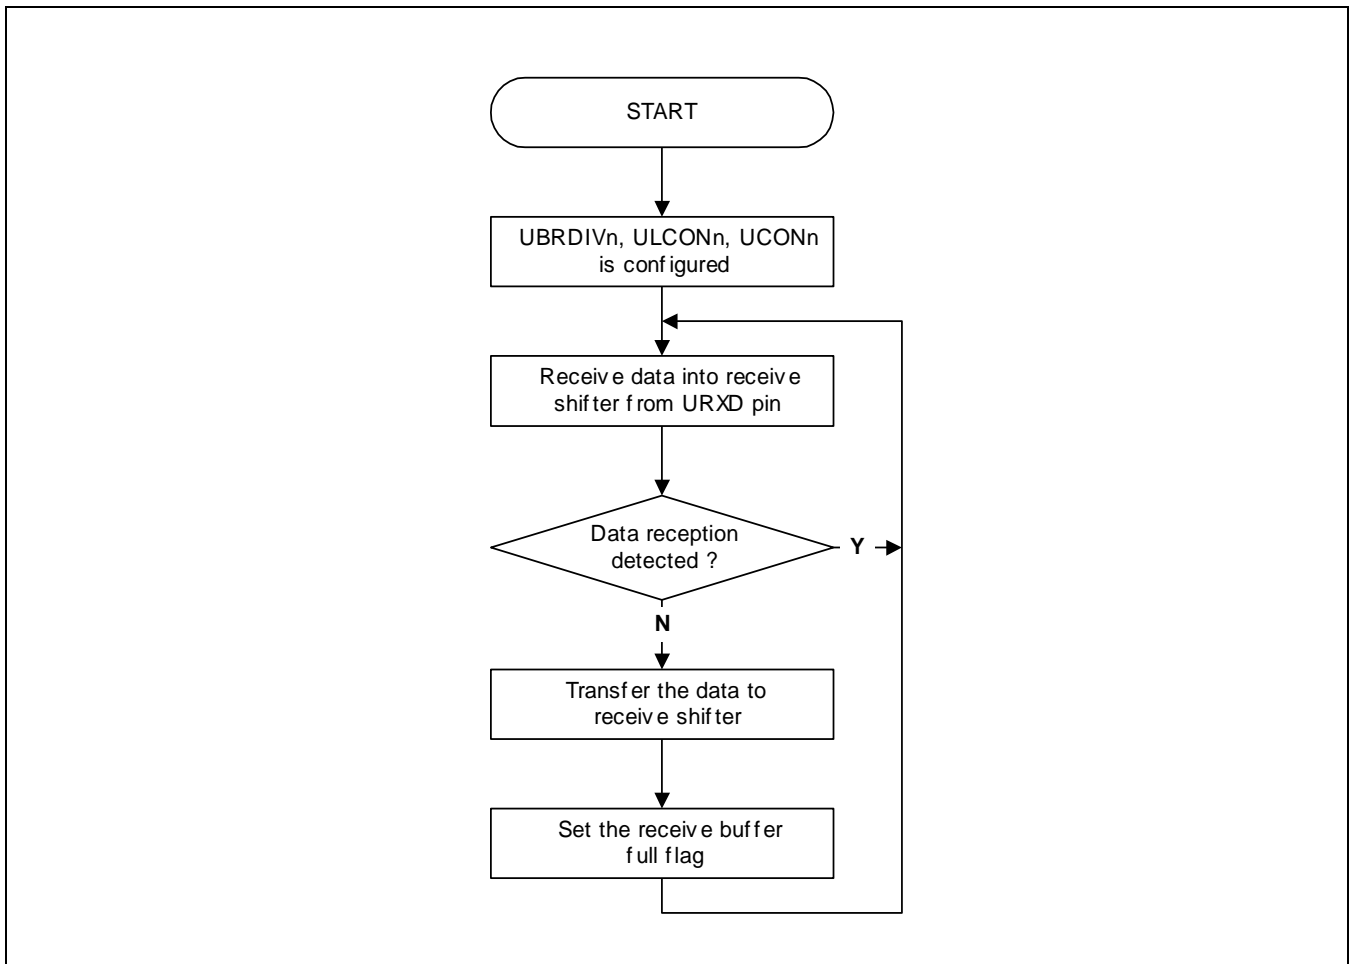 START
UBRDIVn, ULCONn, UCONn
is configured
Receive data into receive
shifter from URXD pin
Data reception
detected ?
Y
N
Transfer the data to
receive shifter
Set the receive buffer
full flag